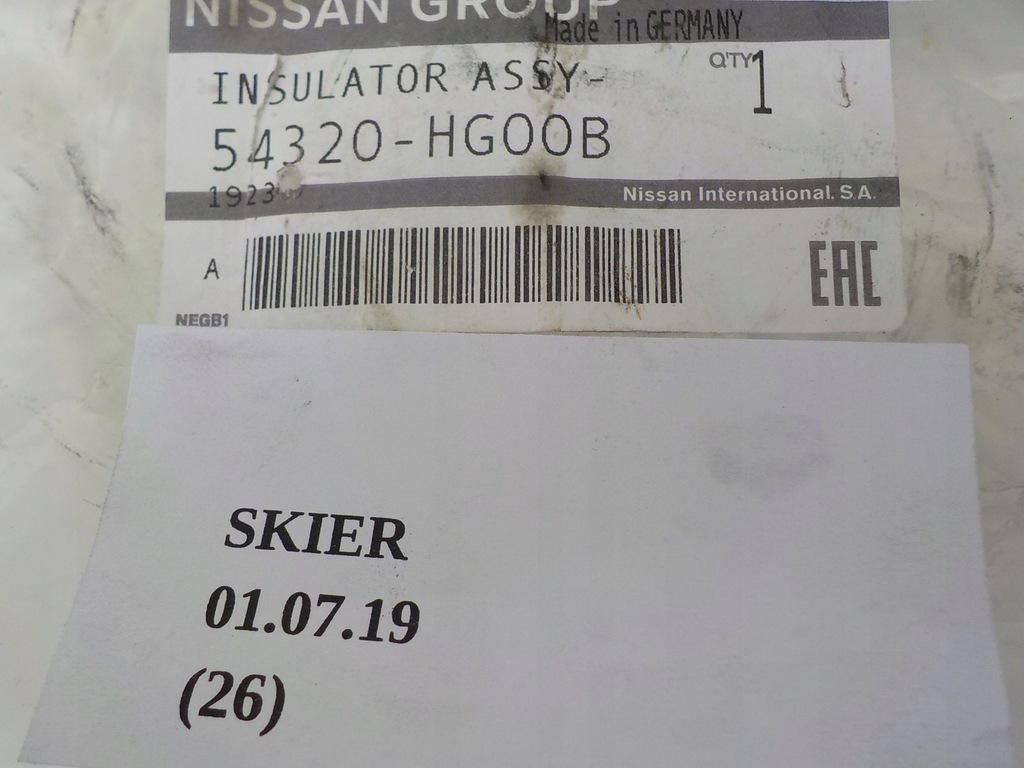 NISSAN GROUP
Made in GERMANY
INSULATOR ASSY-
QTY 1
54320-HG00B
1923
Nissan International. S.A.
A
EAC
NEGB1
SKIER
01.07.19
(26)